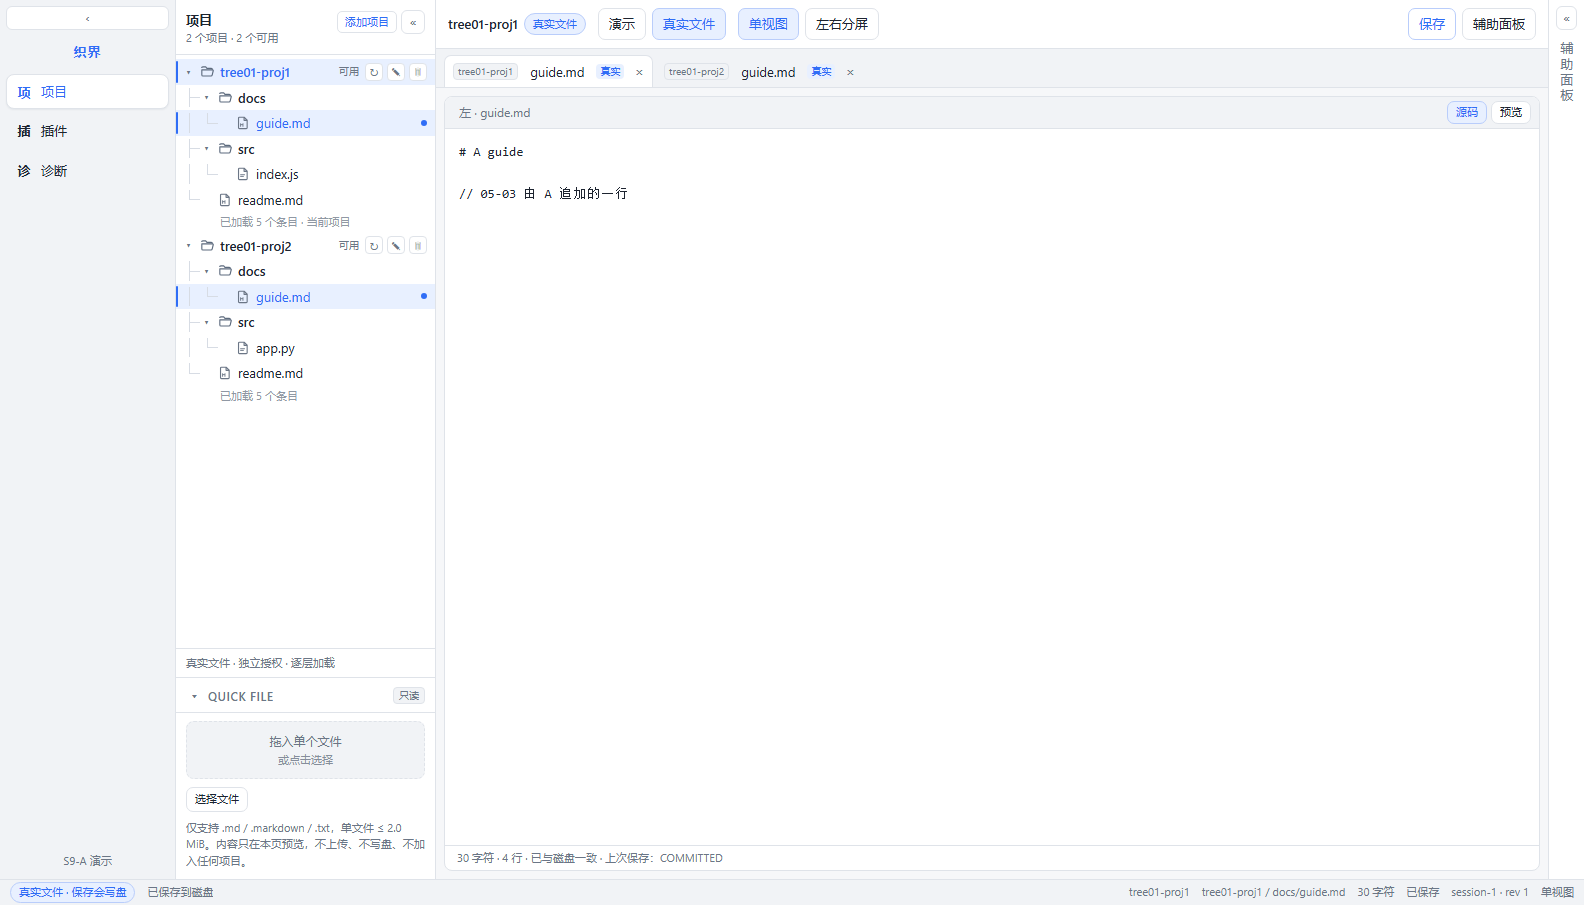 ‹
织界
项 项目
插 插件
诊 诊断
S9-A 演示
项目
2 个项目 · 2 个可用
添加项目
«
tree01-proj1 可用
docs
guide.md
src
index.js
readme.md
已加载 5 个条目 · 当前项目
tree01-proj2 可用
docs
guide.md
src
app.py
readme.md
已加载 5 个条目
真实文件 · 独立授权 · 逐层加载
QUICK FILE 只读
拖入单个文件
或点击选择
选择文件
仅支持 .md / .markdown / .txt，单文件 ≤ 2.0
MiB。内容只在本页预览，不上传、不写盘、不加
入任何项目。
tree01-proj1 真实文件 演示 真实文件 单视图 左右分屏 保存 辅助面板
tree01-proj1 guide.md 真实 × tree01-proj2 guide.md 真实 ×
左 · guide.md 源码 预览
# A guide
// 05-03 由 A 追加的一行
30 字符 · 4 行 · 已与磁盘一致 · 上次保存：COMMITTED
«
辅助面板
真实文件 · 保存会写盘 已保存到磁盘 tree01-proj1 tree01-proj1 / docs/guide.md 30 字符 已保存 session-1 · rev 1 单视图